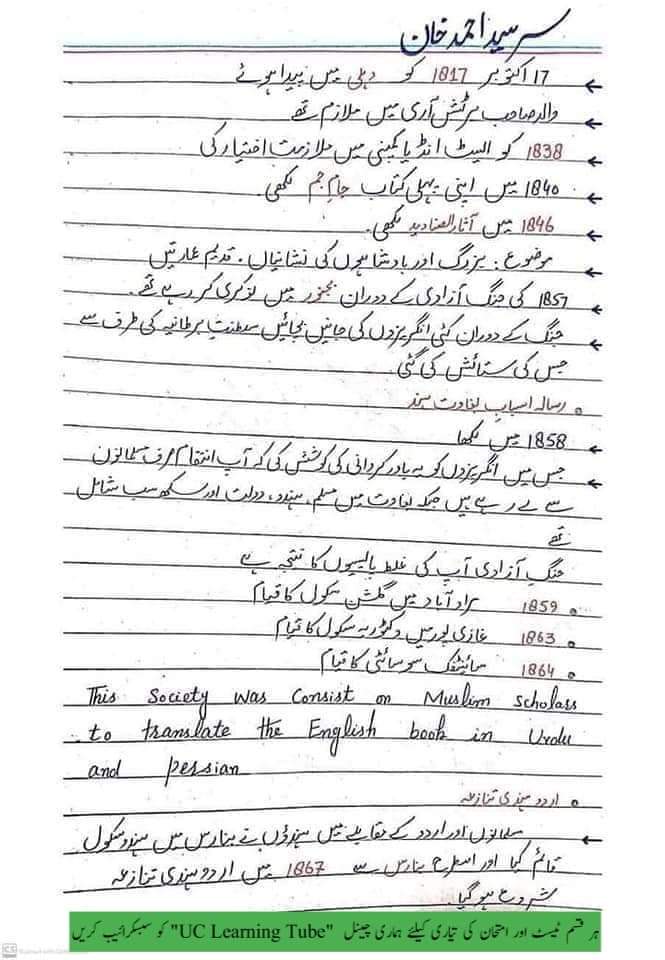 سر سید احمد خان
17 اکتوبر 1817 کو دہلی میں پیدا ہوئے
والد صاحب برٹش آرمی میں ملازم تھے
1838 کو ایسٹ انڈیا کمپنی میں ملازمت اختیار کی
1840 میں اپنی پہلی کتاب جام جم لکھی
1846 میں آثار الصنادید لکھی۔
موضوع: بزرگ اور بادشاہوں کی نشانیاں۔ قدیم عمارتیں
1857 کی جنگ آزادی کے دوران بجنور میں نوکری کر رہے تھے۔
جنگ کے دوران کئی انگریزوں کی جانیں بچائیں سلطنت برطانیہ کی طرف سے
جس کی ستائش کی گئی
رسالہ اسبابِ بغاوت ہند
1858 میں لکھا
جس میں انگریزوں کو یہ باور کروانی کی کوشش کی کہ آپ انتقام صرف مسلمانوں
سے لے رہے ہیں جبکہ بغاوت میں مسلم، ہندو، دولت اور سکھ سب شامل
تھے
جنگِ آزادی آپ کی غلط پالیسیوں کا نتیجہ ہے
1859 مراد آباد میں گلشن سکول کا قیام
1863 غازی پور میں وکٹوریہ سکول کا قیام
1864 سائنٹفک سوسائٹی کا قیام
This Society was Consist on Muslim Scholars
to translate the English book in Urdu
and persian
اردو ہندی تنازعہ
مسلمانوں اور اردو کے مقابلے میں ہندوؤں نے بنارس میں ہندو سکول
قائم کیا اور اسطرح بنارس سے 1867 میں اردو ہندی تنازعہ
شروع ہو گیا۔
ہر قسم ٹیسٹ اور امتحان کی تیاری کیلئے ہماری چینل "UC Learning Tube" کو سبسکرائیب کریں
CS